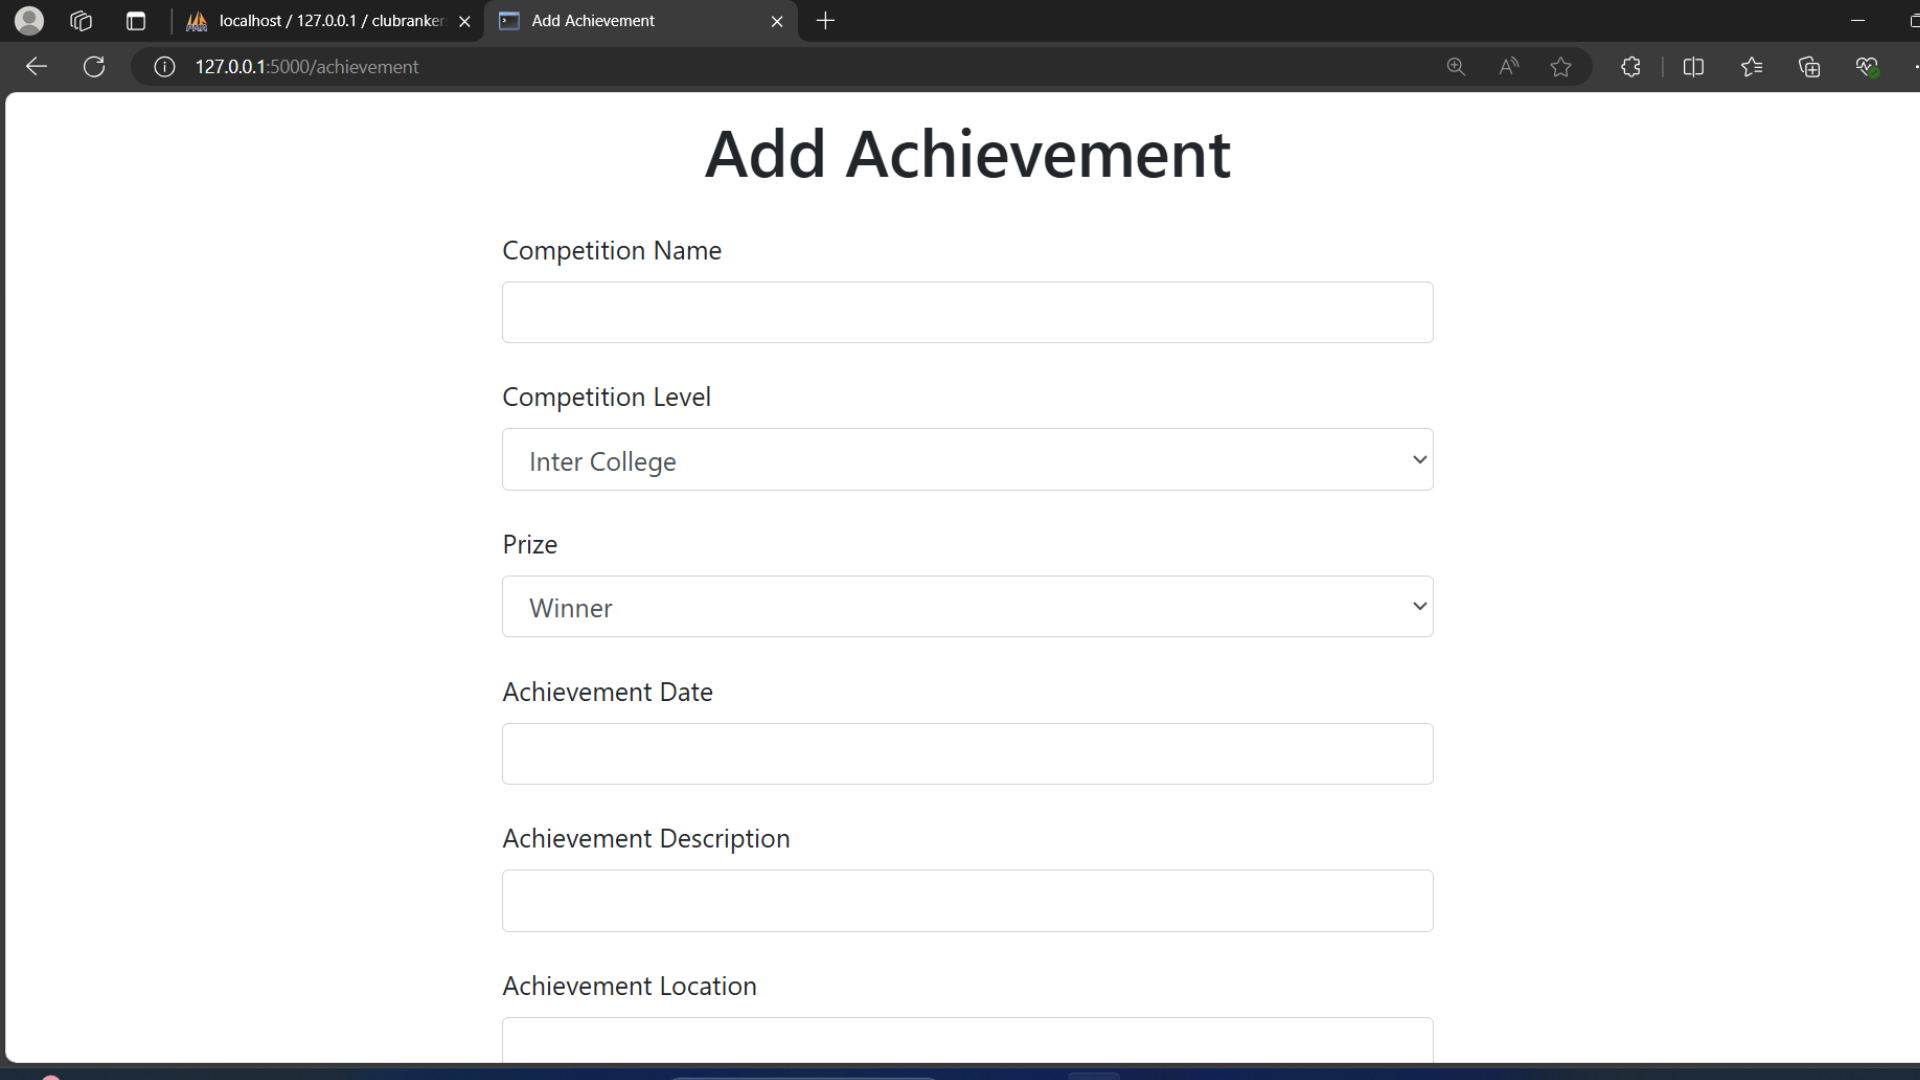 localhost / 127.0.0.1 / clubranker
Add Achievement
127.0.0.1:5000/achievement
Add Achievement
Competition Name
Competition Level
Inter College
Prize
Winner
Achievement Date
Achievement Description
Achievement Location